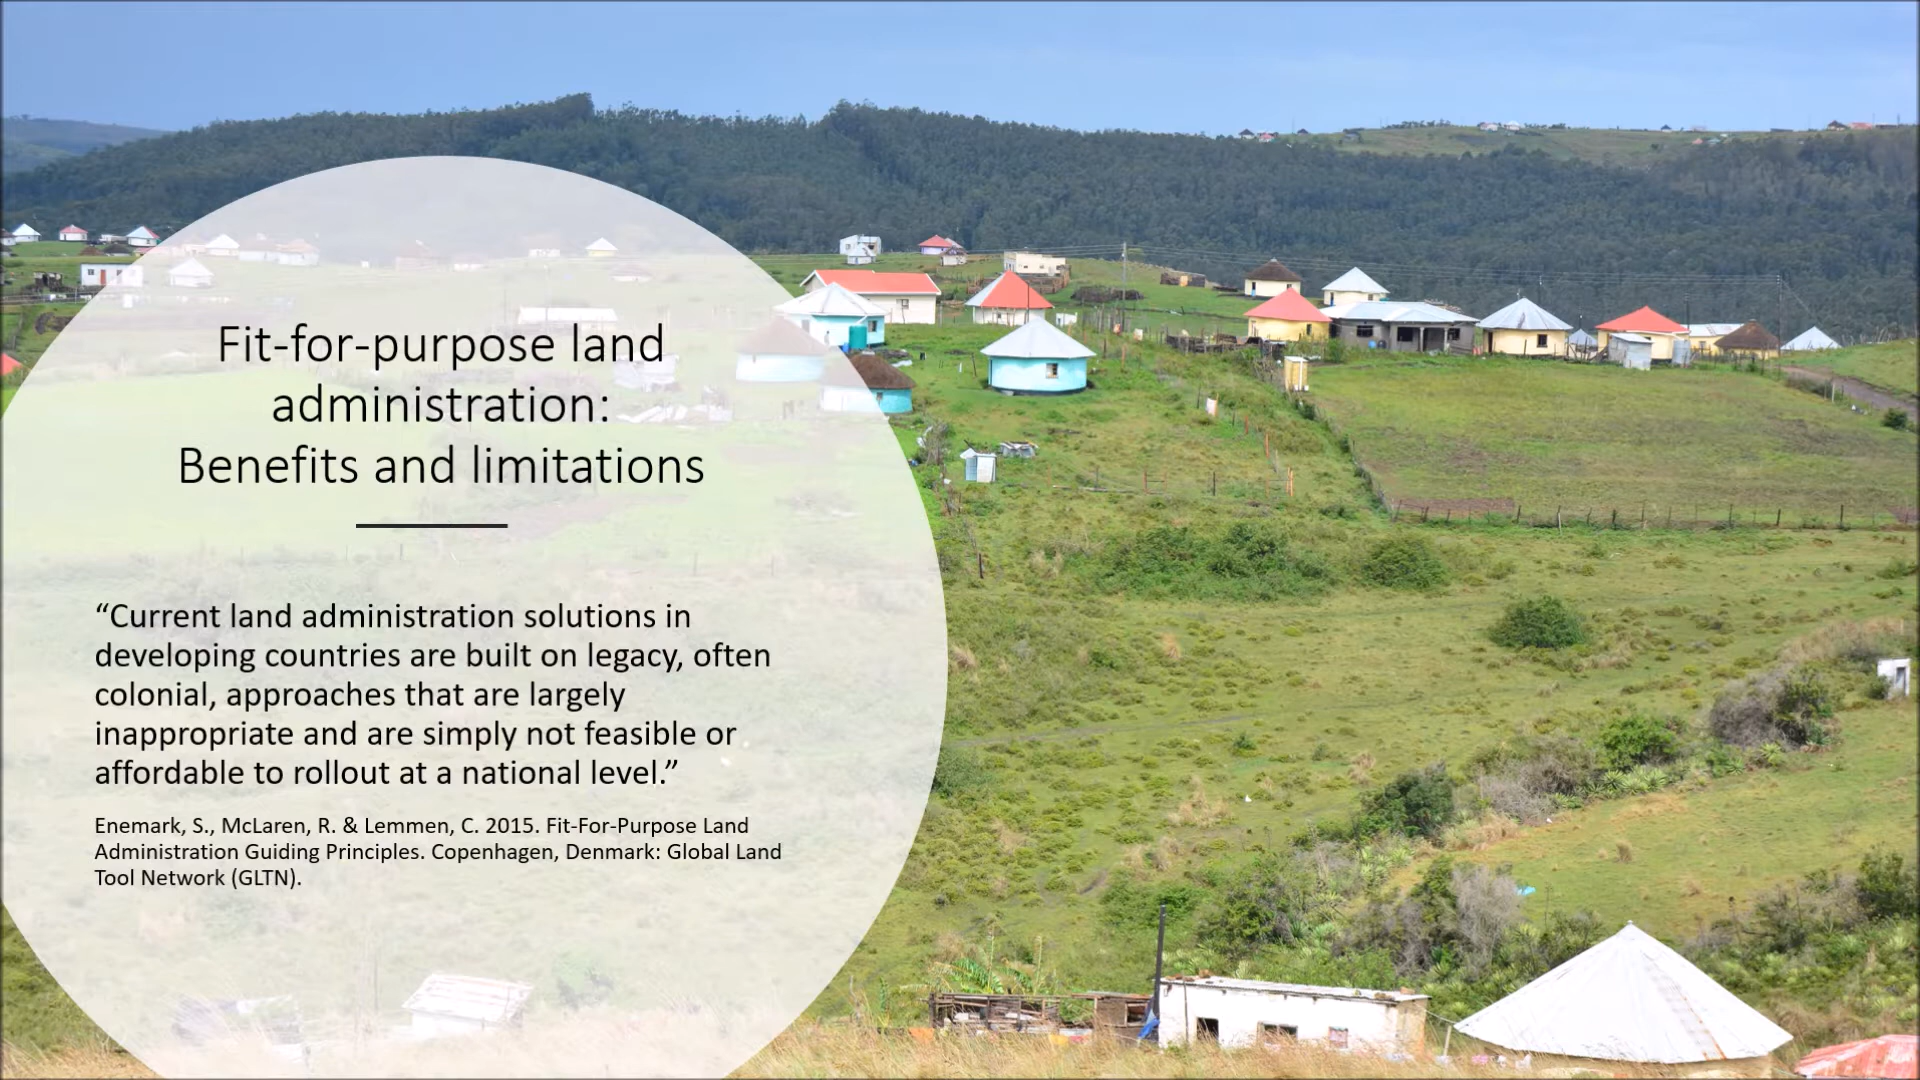 Fit-for-purpose land
administration:
Benefits and limitations
“Current land administration solutions in
developing countries are built on legacy, often
colonial, approaches that are largely
inappropriate and are simply not feasible or
affordable to rollout at a national level.”
Enemark, S., McLaren, R. & Lemmen, C. 2015. Fit-For-Purpose Land
Administration Guiding Principles. Copenhagen, Denmark: Global Land
Tool Network (GLTN).